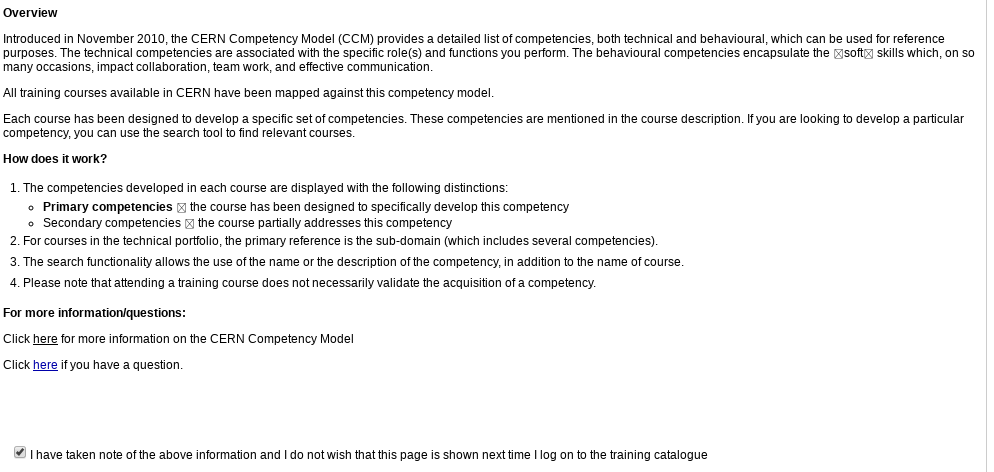 Overview
Introduced in November 2010, the CERN Competency Model (CCM) provides a detailed list of competencies, both technical and behavioural, which can be used for reference
purposes. The technical competencies are associated with the specific role(s) and functions you perform. The behavioural competencies encapsulate the soft skills which, on so
many occasions, impact collaboration, team work, and effective communication.
All training courses available in CERN have been mapped against this competency model.
Each course has been designed to develop a specific set of competencies. These competencies are mentioned in the course description. If you are looking to develop a particular
competency, you can use the search tool to find relevant courses.
How does it work?
1. The competencies developed in each course are displayed with the following distinctions:
Primary competencies the course has been designed to specifically develop this competency
Secondary competencies the course partially addresses this competency
2. For courses in the technical portfolio, the primary reference is the sub-domain (which includes several competencies).
3. The search functionality allows the use of the name or the description of the competency, in addition to the name of course.
4. Please note that attending a training course does not necessarily validate the acquisition of a competency.
For more information/questions:
Click here for more information on the CERN Competency Model
Click here if you have a question.
I have taken note of the above information and I do not wish that this page is shown next time I log on to the training catalogue